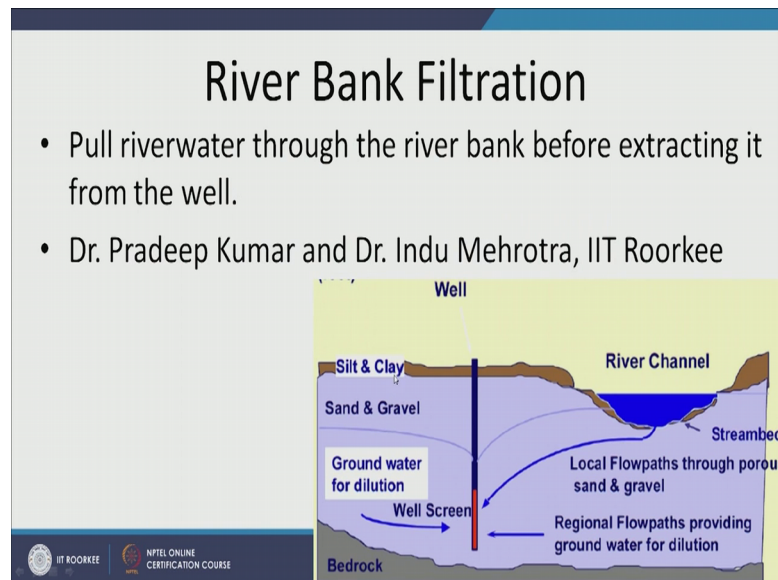 River Bank Filtration
• Pull riverwater through the river bank before extracting it
from the well.
• Dr. Pradeep Kumar and Dr. Indu Mehrotra, IIT Roorkee
Well
Silt & Clay
River Channel
Sand & Gravel
Streambed
Ground water
for dilution
Local Flowpaths through porou
sand & gravel
Well Screen
Regional Flowpaths providing
ground water for dilution
Bedrock
IIT ROORKEE
NPTEL ONLINE
CERTIFICATION COURSE